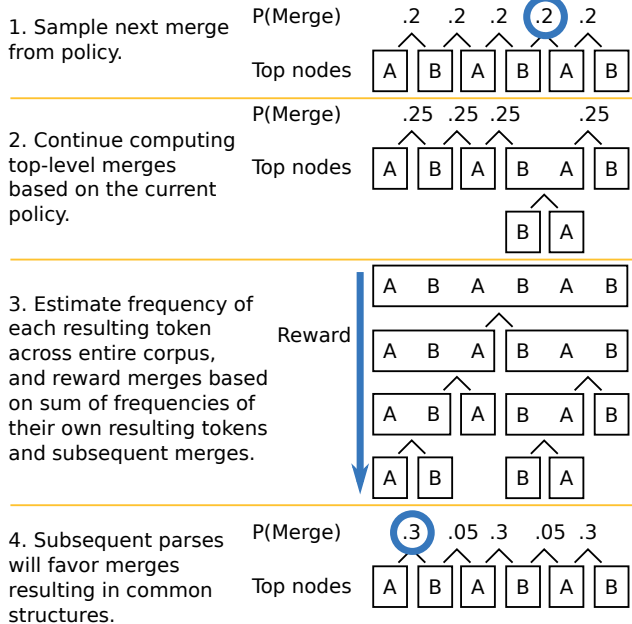 1. Sample next merge
from policy.
P(Merge) .2 .2 .2 .2 .2
Top nodes A B A B A B
2. Continue computing
top-level merges
based on the current
policy.
P(Merge) .25 .25 .25 .25
Top nodes A B A B A B
B A
3. Estimate frequency of
each resulting token
across entire corpus,
and reward merges based
on sum of frequencies of
their own resulting tokens
and subsequent merges.
Reward
A B A B A B
A B A B A B
A B A B A B
A B B A
4. Subsequent parses
will favor merges
resulting in common
structures.
P(Merge) .3 .05 .3 .05 .3
Top nodes A B A B A B